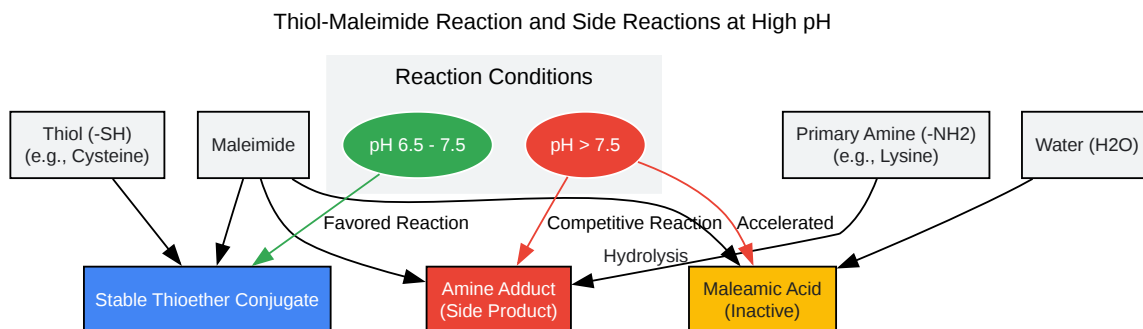 Thiol-Maleimide Reaction and Side Reactions at High pH
Reaction Conditions
Thiol (-SH)
(e.g., Cysteine)
Maleimide
pH 6.5 - 7.5
pH > 7.5
Primary Amine (-NH2)
(e.g., Lysine)
Water (H2O)
Favored Reaction
Competitive Reaction
Accelerated
Hydrolysis
Stable Thioether Conjugate
Amine Adduct
(Side Product)
Maleamic Acid
(Inactive)